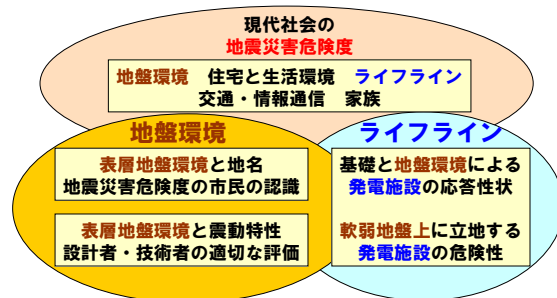 現代社会の
地震災害危険度
地盤環境 住宅と生活環境 ライフライン
交通・情報通信 家族
地盤環境
表層地盤環境と地名
地震災害危険度の市民の認識
表層地盤環境と震動特性
設計者・技術者の適切な評価
ライフライン
基礎と地盤環境による
発電施設の応答性状
軟弱地盤上に立地する
発電施設の危険性